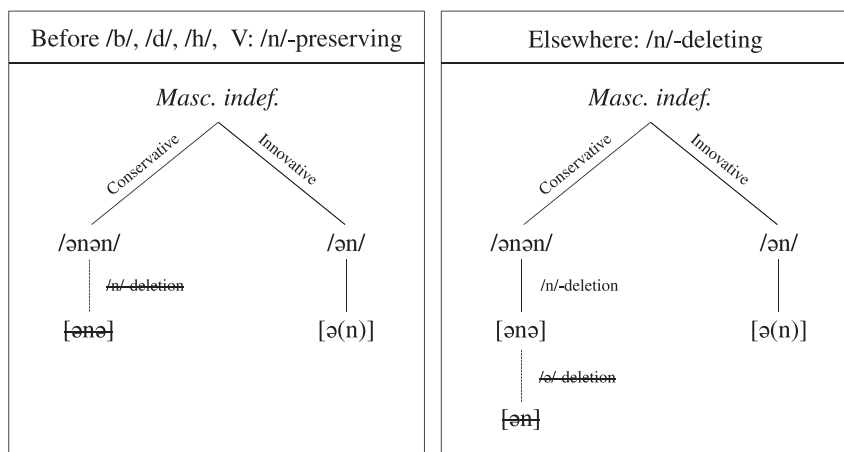 Before /b/, /d/, /h/, V: /n/-preserving
Masc. indef.
Conservative
Innovative
/ənən/
/ən/
/n/-deletion
[ənə]
[ə(n)]
Elsewhere: /n/-deleting
Masc. indef.
Conservative
Innovative
/ənən/
/ən/
/n/-deletion
[ənə]
[ə(n)]
/ə/-deletion
[ən]